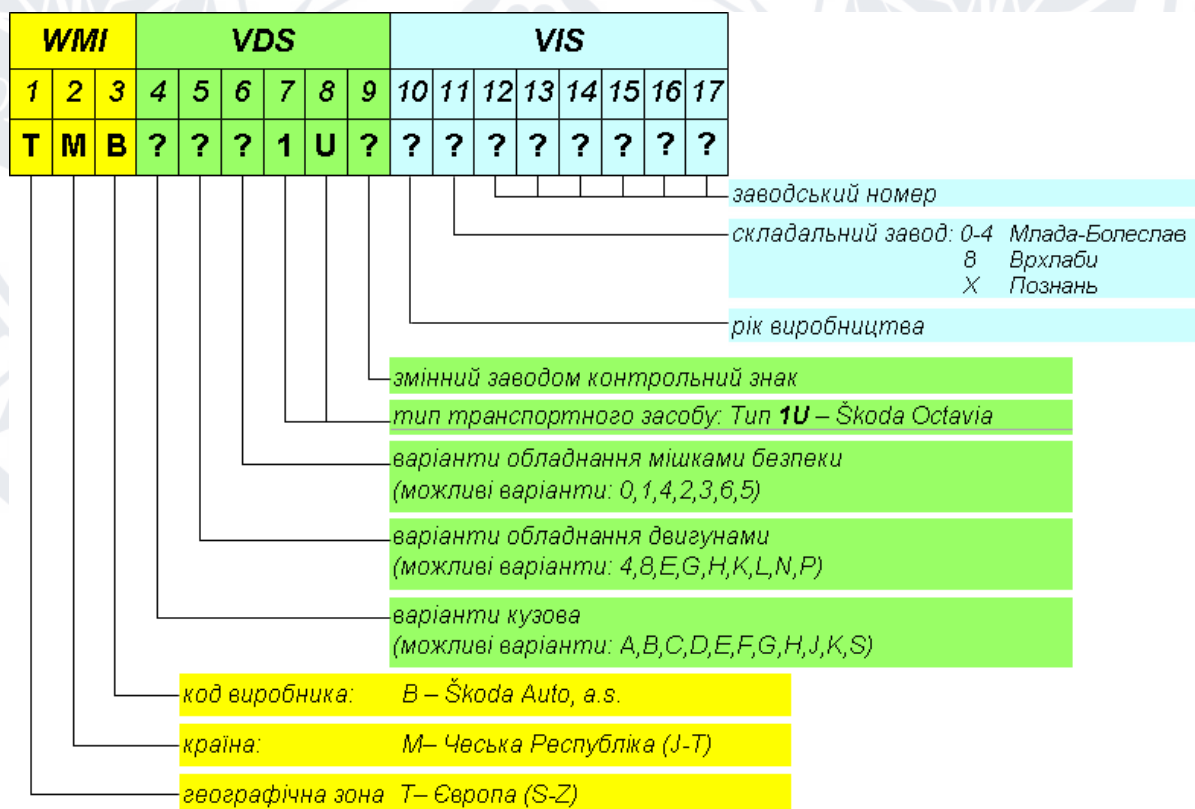 WMI VDS VIS
1 2 3 4 5 6 7 8 9 10 11 12 13 14 15 16 17
T M B ? ? ? 1 U ? ? ? ? ? ? ? ? ?
заводський номер
складальний завод: 0-4 Млада-Болеслав
8 Врхлаби
X Познань
рік виробництва
змінний заводом контрольний знак
тип транспортного засобу: Тип 1U – Škoda Octavia
варіанти обладнання мішками безпеки
(можливі варіанти: 0,1,4,2,3,6,5)
варіанти обладнання двигунами
(можливі варіанти: 4,8,E,G,H,K,L,N,P)
варіанти кузова
(можливі варіанти: A,B,C,D,E,F,G,H,J,K,S)
код виробника: B – Škoda Auto, a.s.
країна: M– Чеська Республіка (J-T)
географічна зона T– Європа (S-Z)